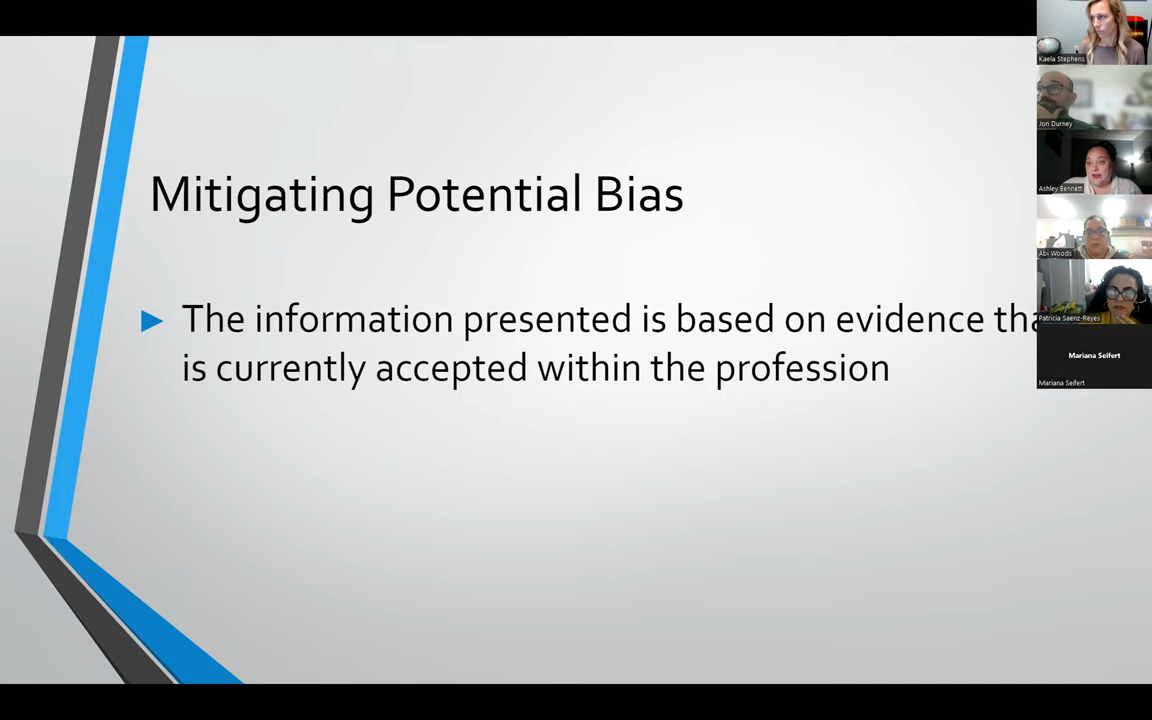 Mitigating Potential Bias
The information presented is based on evidence
is currently accepted within the profession
Kaela Stephens
Jon Durney
Ashley Bennett
Abi Woods
Patricia Saenz-Reyes
Mariana Seifert
Mariana Seifert